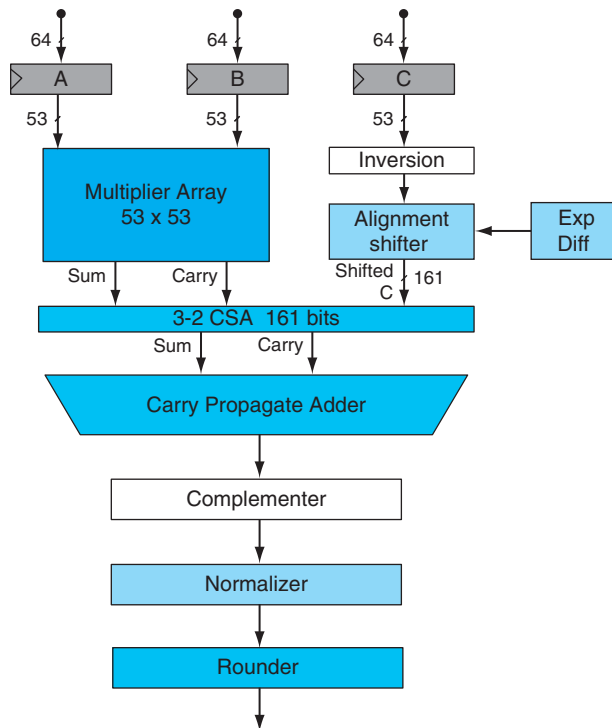 64 64 64
A B C
53 53 53
Multiplier Array
53 x 53
Inversion
Alignment
shifter
Exp
Diff
Sum Carry
Shifted
C
161
3-2 CSA 161 bits
Sum Carry
Carry Propagate Adder
Complementer
Normalizer
Rounder